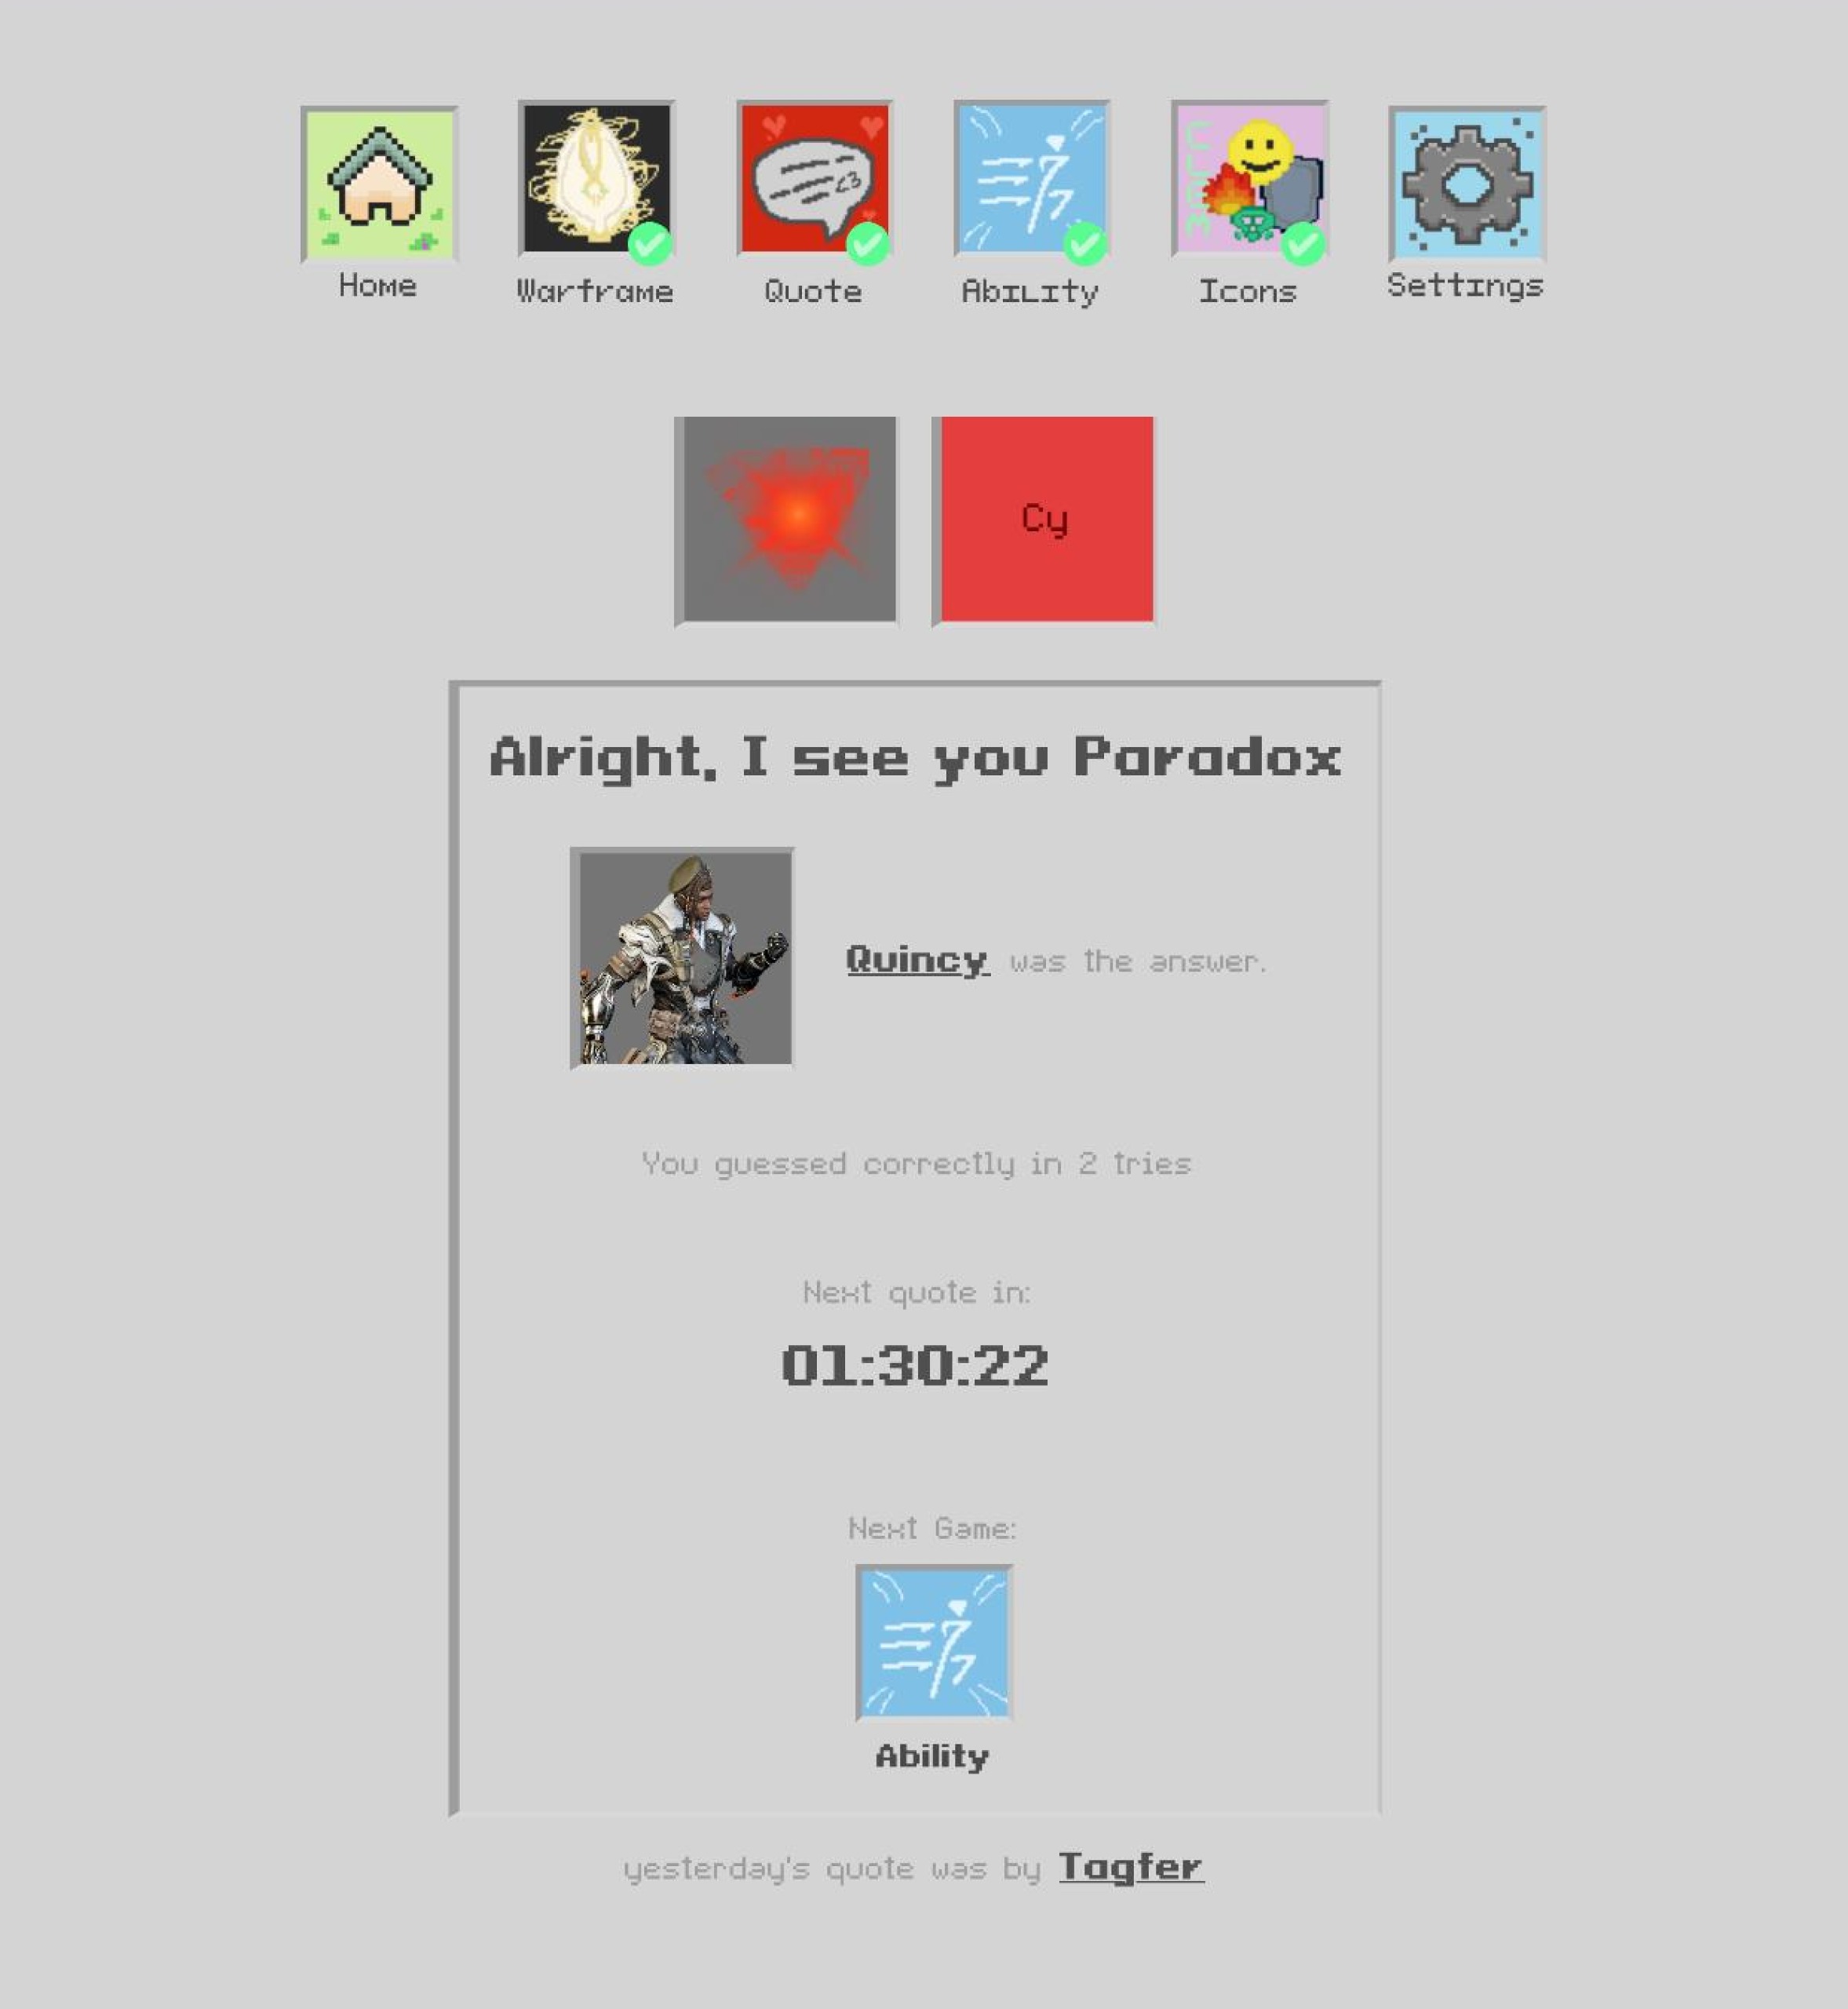 Home Warframe Quote Ability Icons Settings
Cy
Alright, I see you Paradox
Quincy was the answer.
You guessed correctly in 2 tries
Next quote in:
01:30:22
Next Game:
Ability
yesterday's quote was by Tagfer